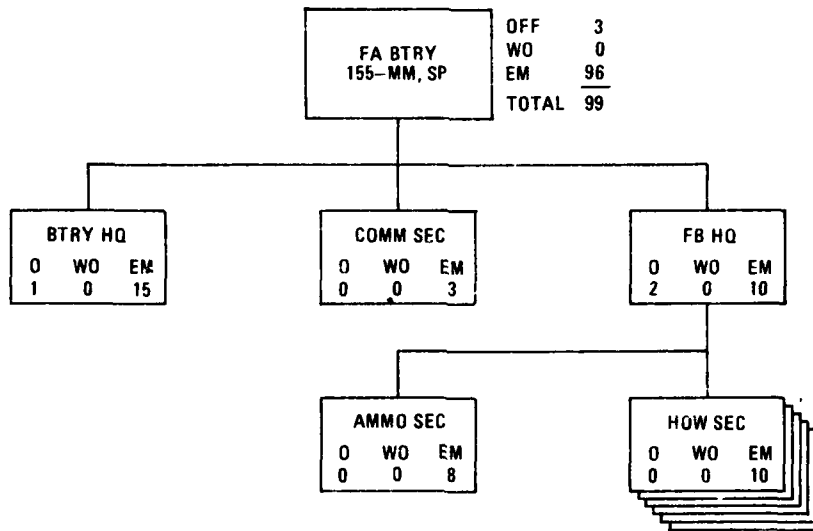 FA BTRY
155-MM, SP
OFF 3
WO 0
EM 96
TOTAL 99
BTRY HQ
O WO EM
1 0 15
COMM SEC
O WO EM
0 0 3
FB HQ
O WO EM
2 0 10
AMMO SEC
O WO EM
0 0 8
HOW SEC
O WO EM
0 0 10